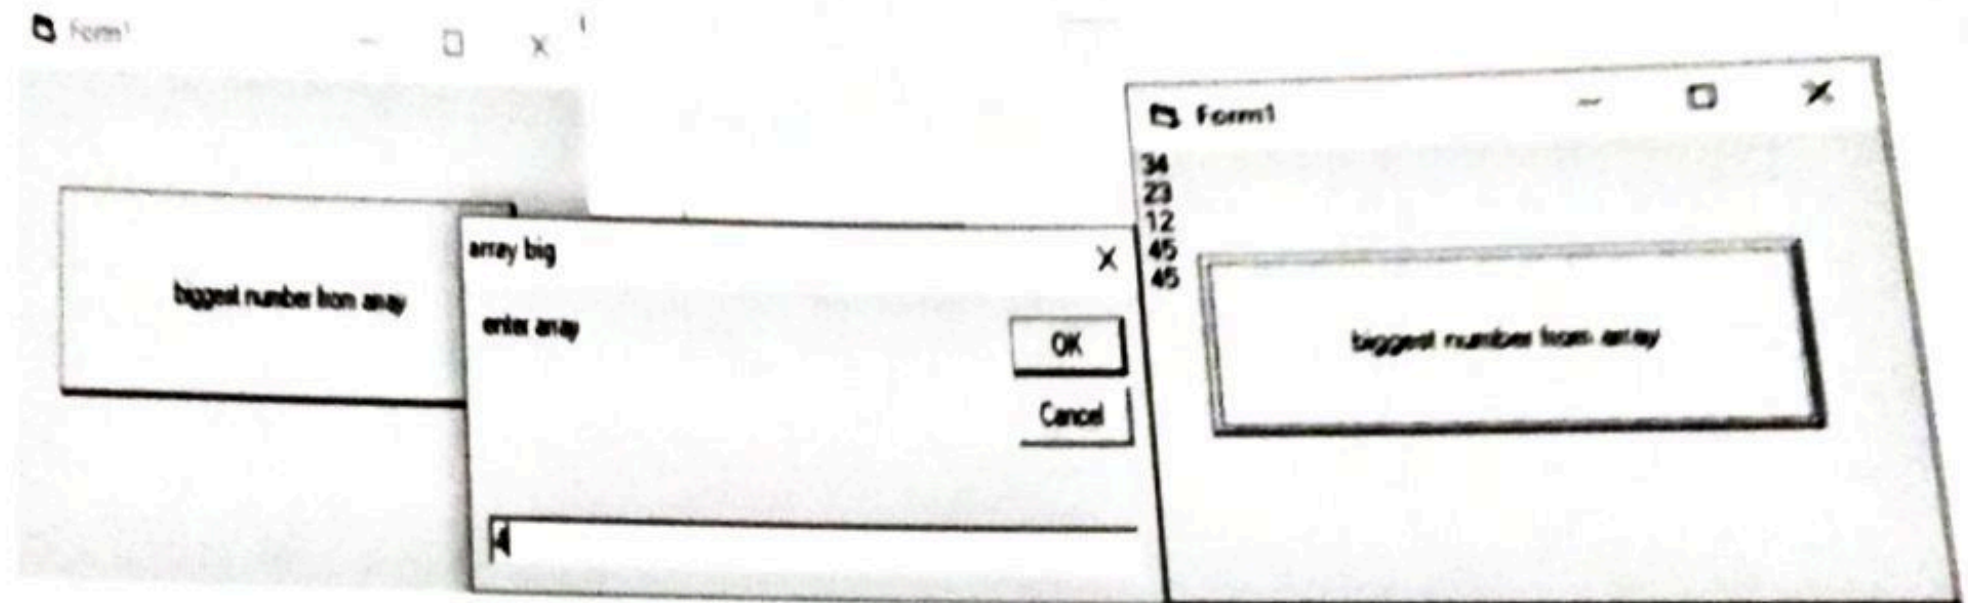 Form1
biggest number from array
array big
enter array
OK
Cancel
4
Form1
34
23
12
45
45
biggest number from array